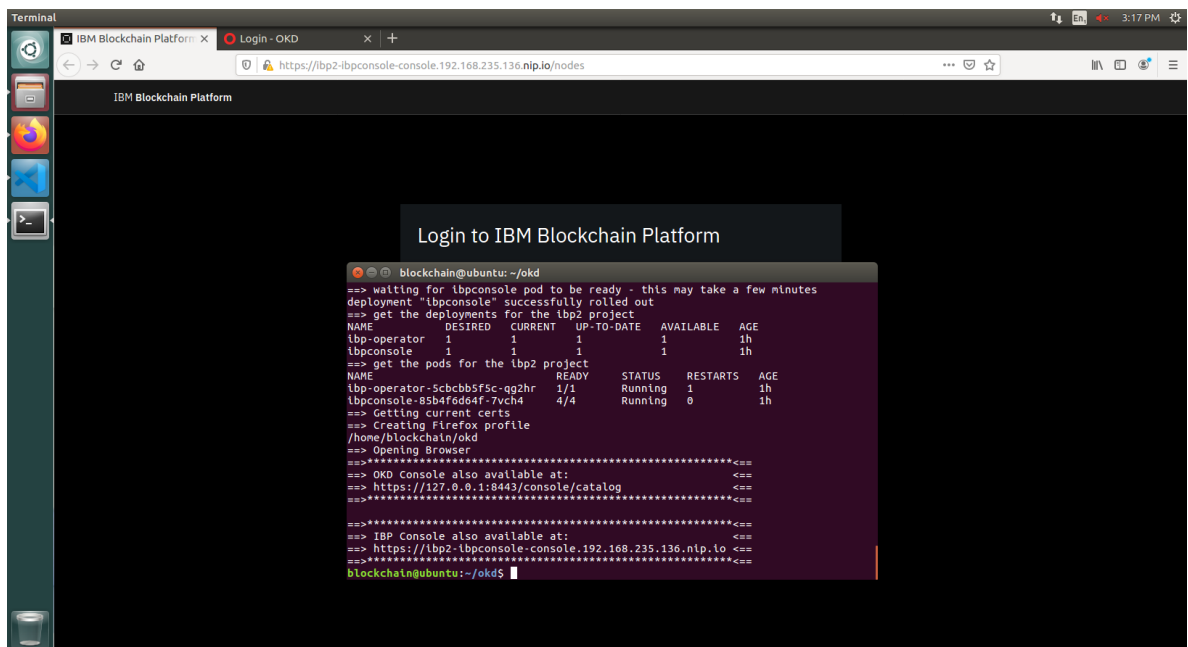 Terminal
En
3:17 PM
IBM Blockchain Platform
Login - OKD
https://ibp2-ibpconsole-console.192.168.235.136.nip.io/nodes
IBM Blockchain Platform
Login to IBM Blockchain Platform
blockchain@ubuntu: ~/okd
==> waiting for ibpconsole pod to be ready - this may take a few minutes
deployment "ibpconsole" successfully rolled out
==> get the deployments for the ibp2 project
NAME DESIRED CURRENT UP-TO-DATE AVAILABLE AGE
ibp-operator 1 1 1 1 1h
ibpconsole 1 1 1 1 1h
==> get the pods for the ibp2 project
NAME READY STATUS RESTARTS AGE
ibp-operator-5cbcbb5f5c-qg2hr 1/1 Running 1 1h
ibpconsole-85b4f6d64f-7vch4 4/4 Running 0 1h
==> Getting current certs
==> Creating Firefox profile
/home/blockchain/okd
==> Opening Browser
==>********************************************************<==
==> OKD Console also available at: <==
==> https://127.0.0.1:8443/console/catalog <==
==>********************************************************<==
==>********************************************************<==
==> IBP Console also available at: <==
==> https://ibp2-ibpconsole-console.192.168.235.136.nip.io <==
==>********************************************************<==
blockchain@ubuntu:~/okd$